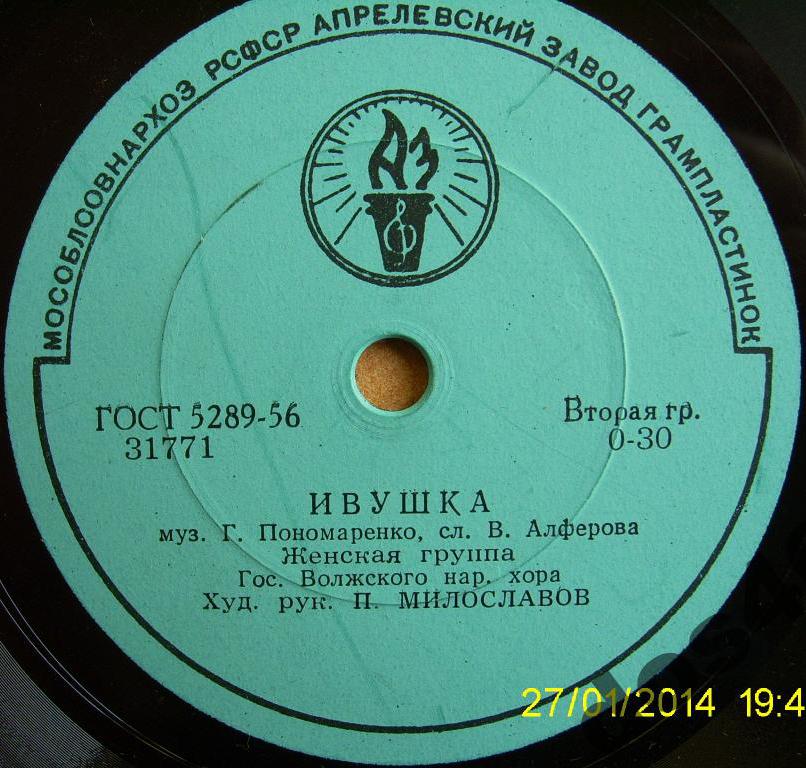 МОСОБЛСОВНАРХОЗ РСФСР АПРЕЛЕВСКИЙ ЗАВОД ГРАМПЛАСТИНОК
АЗ
ГОСТ 5289-56
31771
Вторая гр.
0-30
ИВУШКА
муз. Г. Пономаренко, сл. В. Алферова
Женская группа
Гос. Волжского нар. хора
Худ. рук. П. МИЛОСЛАВОВ
27/01/2014 19:4